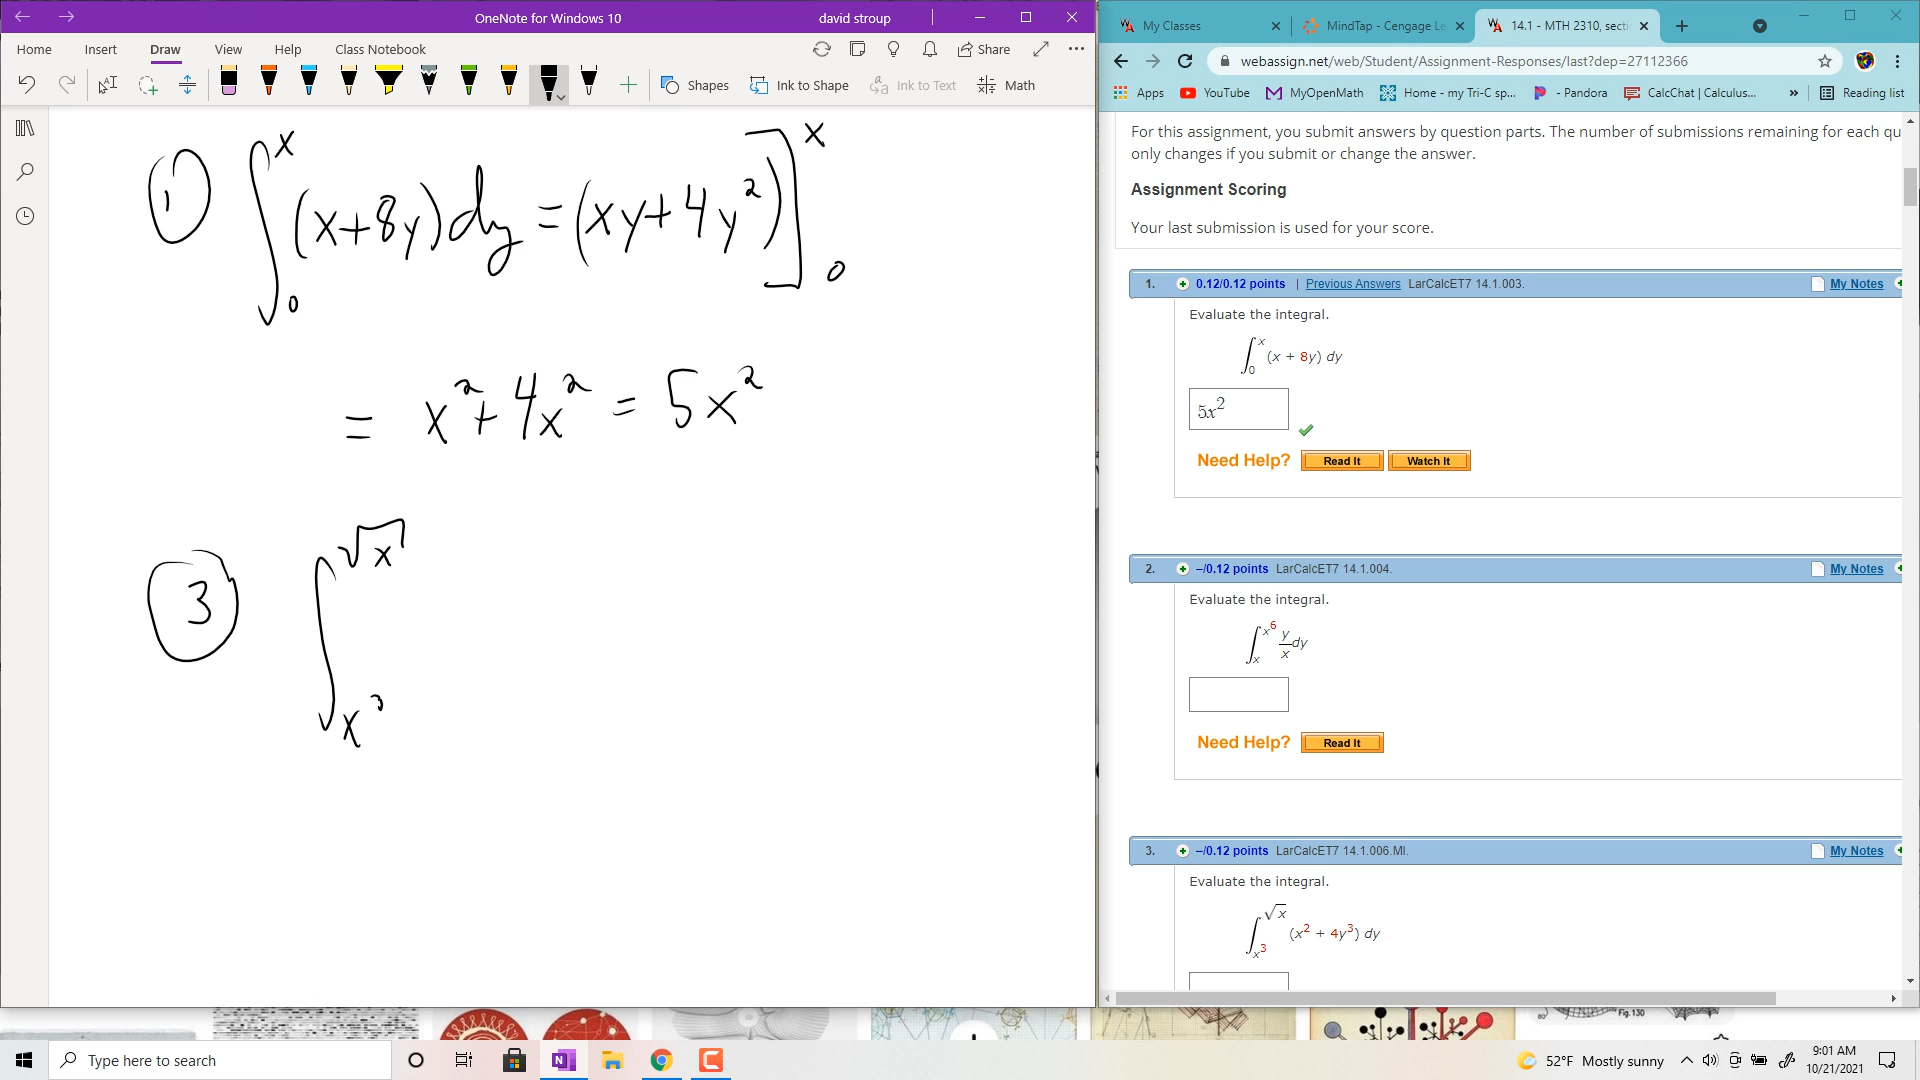 OneNote for Windows 10
david stroup
Home Insert Draw View Help Class Notebook
Share
Shapes Ink to Shape Ink to Text Math
① ∫₀ˣ (x+8y)dy = (xy+4y²)]₀ˣ
= x²+4x² = 5x²
③ ∫ √x x³
My Classes
MindTap - Cengage Le
14.1 - MTH 2310, secti
webassign.net/web/Student/Assignment-Responses/last?dep=27112366
Apps YouTube MyOpenMath Home - my Tri-C sp... - Pandora CalcChat | Calculus... » Reading list
For this assignment, you submit answers by question parts. The number of submissions remaining for each qu
only changes if you submit or change the answer.
Assignment Scoring
Your last submission is used for your score.
1. 0.12/0.12 points | Previous Answers LarCalcET7 14.1.003. My Notes
Evaluate the integral.
∫₀ˣ (x + 8y) dy
5x²
Need Help? Read It Watch It
2. –/0.12 points LarCalcET7 14.1.004. My Notes
Evaluate the integral.
∫ₓ^(x⁶) y/x dy
Need Help? Read It
3. –/0.12 points LarCalcET7 14.1.006.MI. My Notes
Evaluate the integral.
∫_(x³)^(√x) (x² + 4y³) dy
Fig.130
Type here to search
52°F Mostly sunny
9:01 AM
10/21/2021